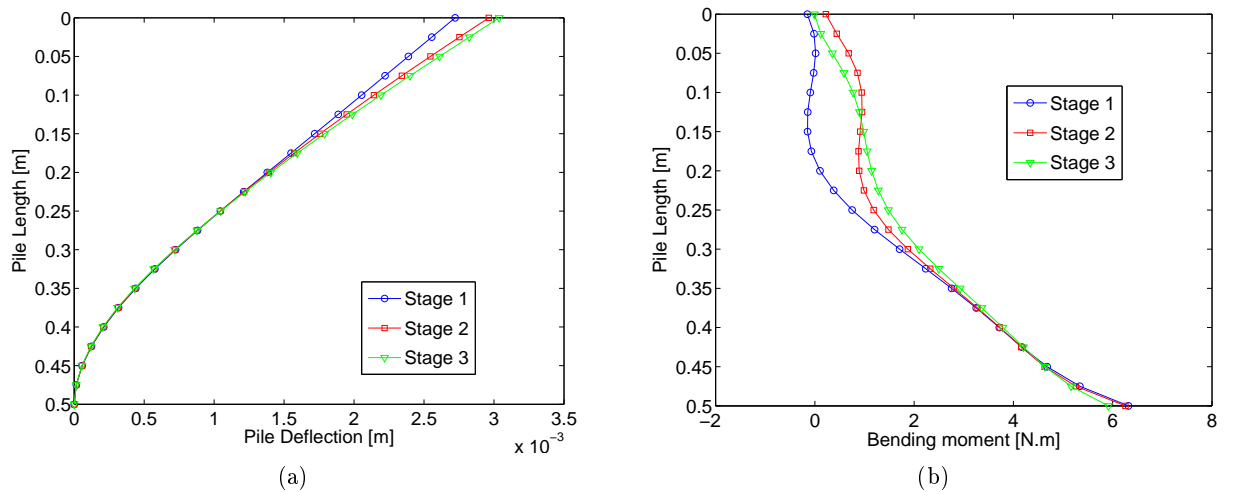 0
0.05
0.1
0.15
0.2
0.25
0.3
0.35
0.4
0.45
0.5
Pile Length [m]
0
0.5
1
1.5
2
2.5
3
3.5
x 10⁻³
Pile Deflection [m]
Stage 1
Stage 2
Stage 3
(a)
0
0.05
0.1
0.15
0.2
0.25
0.3
0.35
0.4
0.45
0.5
Pile Length [m]
−2
0
2
4
6
8
Bending moment [N.m]
Stage 1
Stage 2
Stage 3
(b)